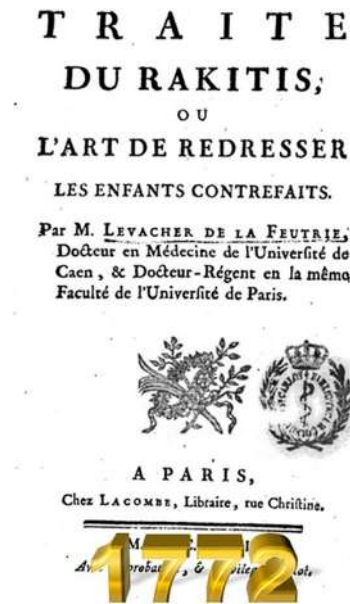 TRAITE
DU RAKITIS,
OU
L'ART DE REDRESSER
LES ENFANTS CONTREFAITS.
Par M. LEVACHER DE LA FEUTRIE,
Docteur en Médecine de l'Université de
Caen, & Docteur-Régent en la même
Faculté de l'Université de Paris.
A PARIS,
Chez LACOMBE, Libraire, rue Christine.
1772